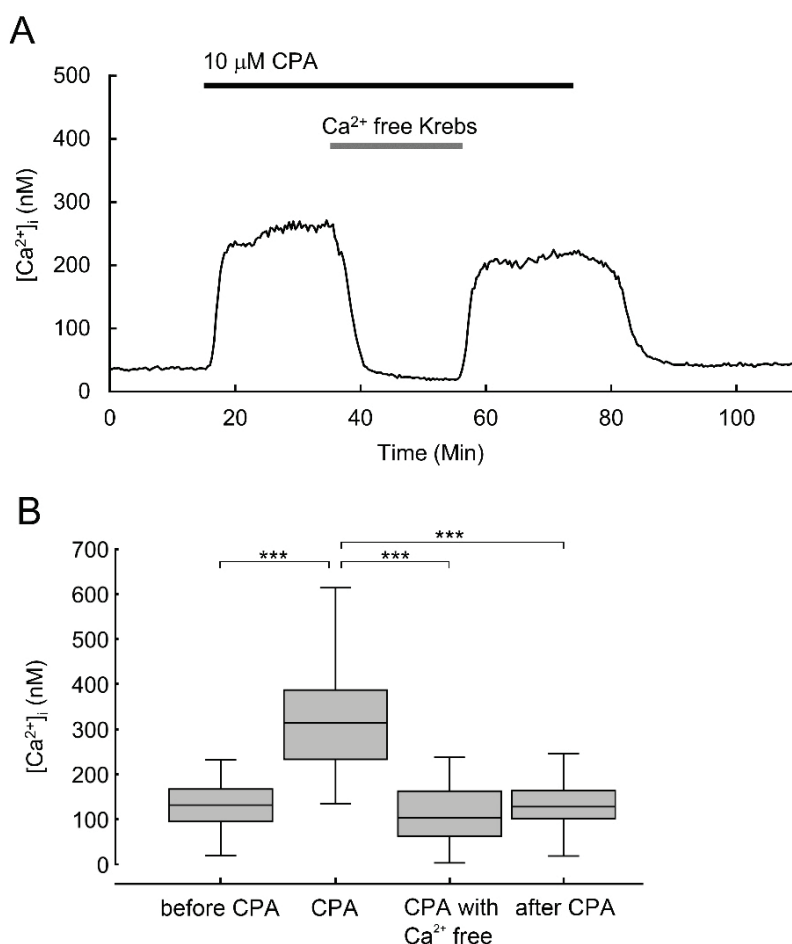 A
10 μM CPA
Ca²⁺ free Krebs
500
400
300
200
100
0
[Ca²⁺]ᵢ (nM)
0 20 40 60 80 100
Time (Min)
B
***
*** ***
700
600
500
400
300
200
100
0
[Ca²⁺]ᵢ (nM)
before CPA CPA CPA with after CPA
Ca²⁺ free